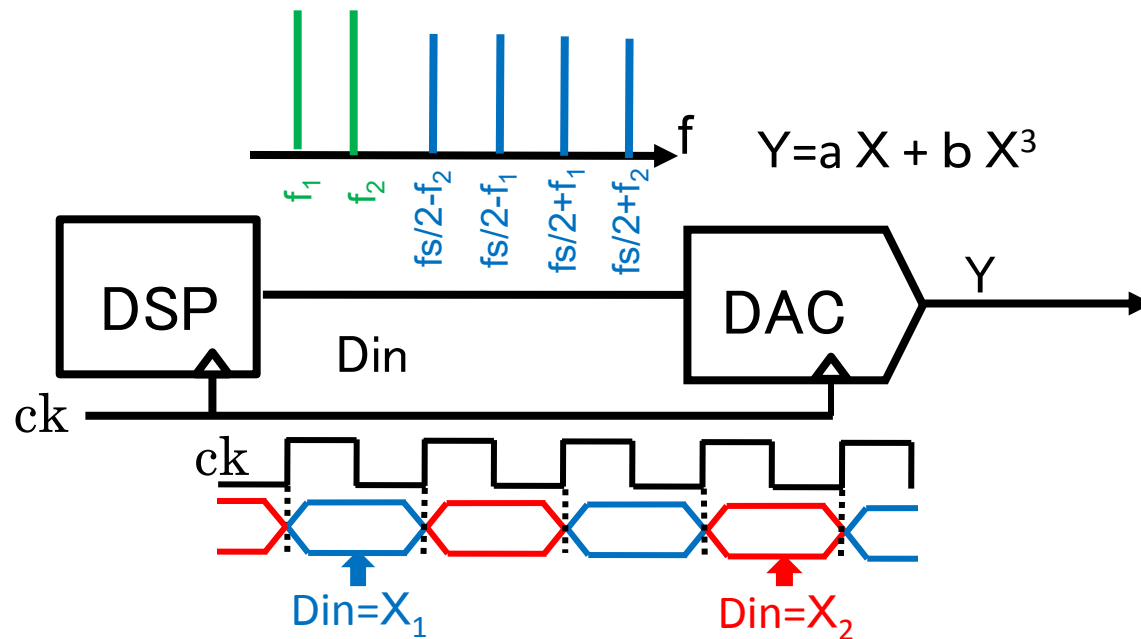 f
Y=a X + b X³
f₁
f₂
fs/2-f₂
fs/2-f₁
fs/2+f₁
fs/2+f₂
DSP
Din
DAC
Y
ck
ck
Din=X₁
Din=X₂